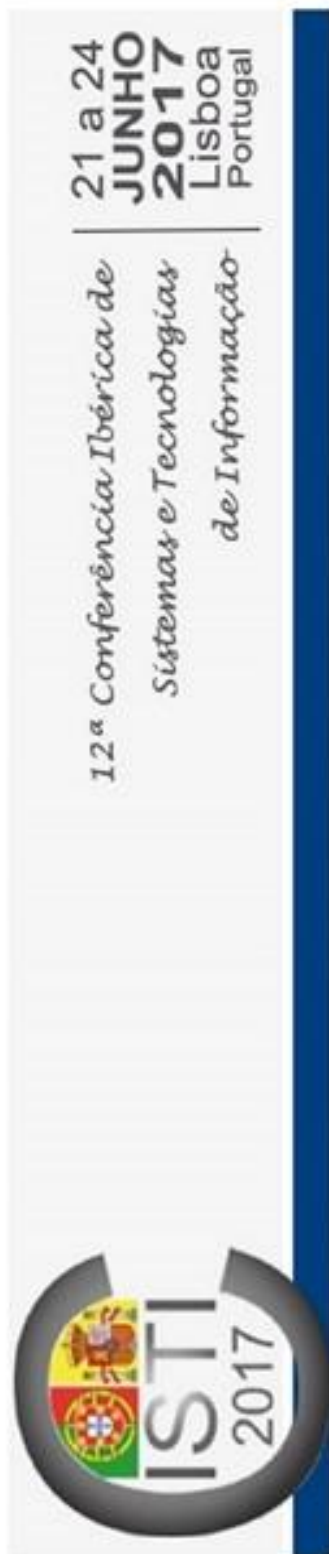 CISTI
2017
12ª Conferência Ibérica de
Sistemas e Tecnologias
de Informação
21 a 24
JUNHO
2017
Lisboa
Portugal